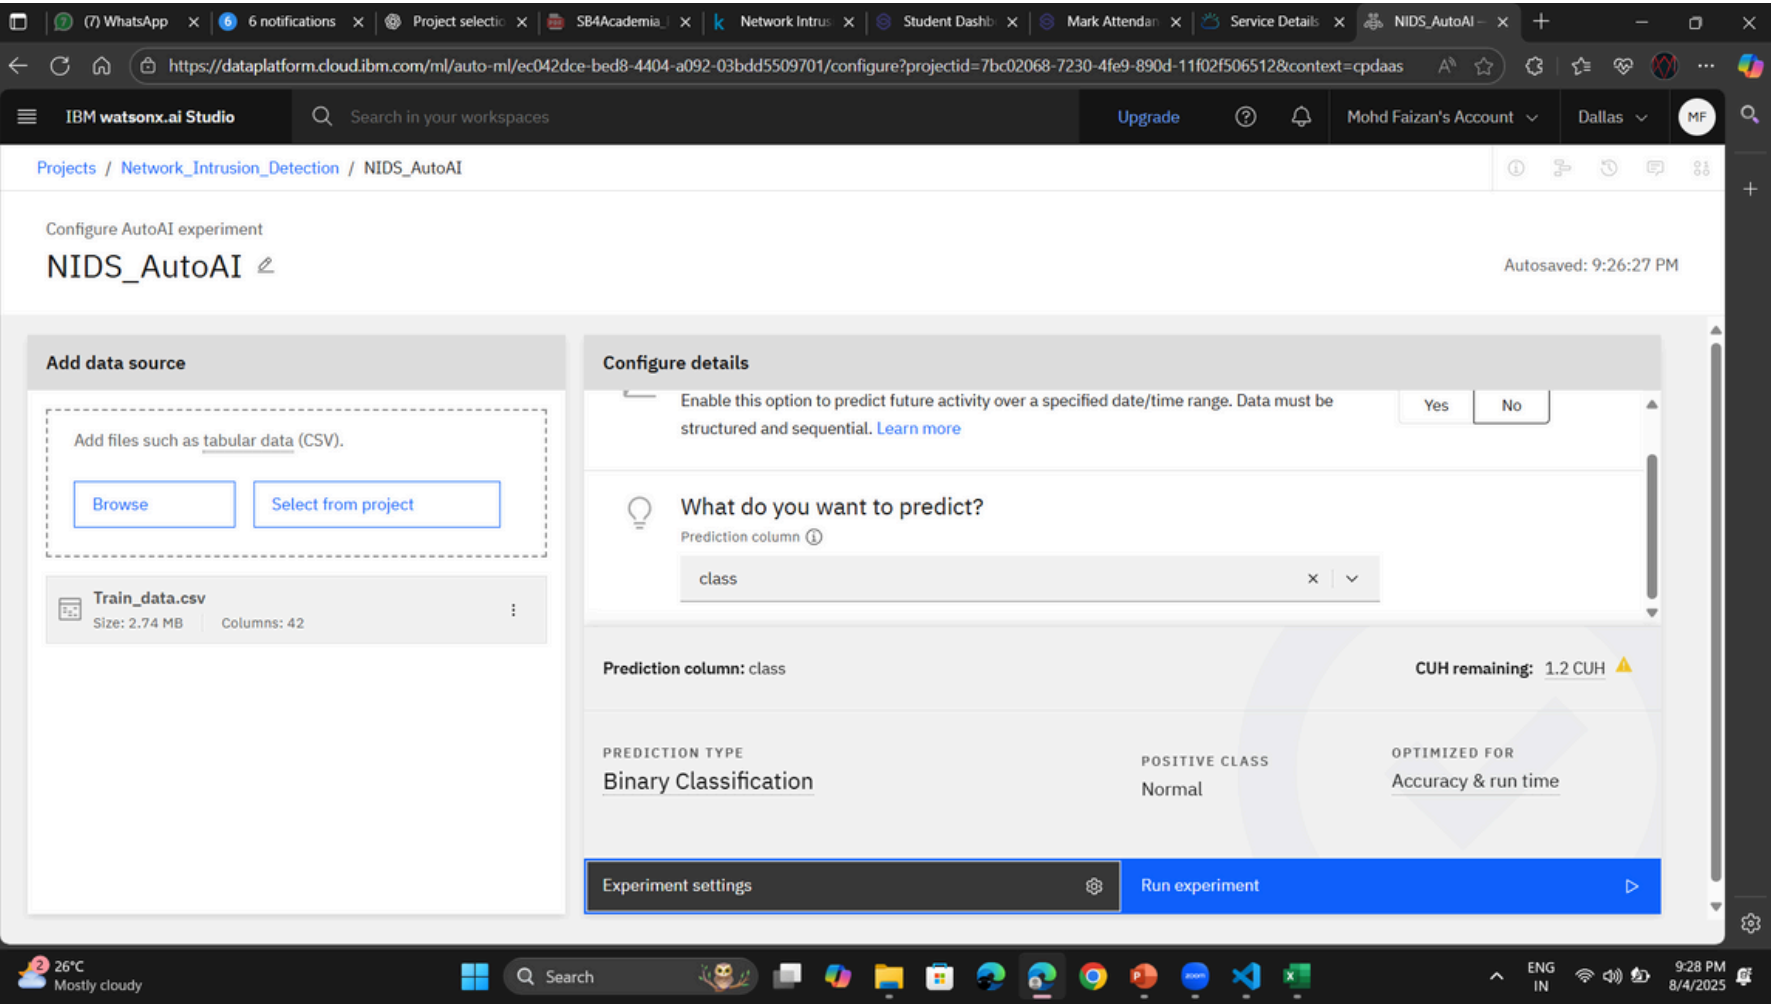 (7) WhatsApp
6
6 notifications
Project selectio
SB4Academia_
Network Intrus
Student Dashb
Mark Attendan
Service Details
NIDS_AutoAI –
https://dataplatform.cloud.ibm.com/ml/auto-ml/ec042dce-bed8-4404-a092-03bdd5509701/configure?projectid=7bc02068-7230-4fe9-890d-11f02f506512&context=cpdaas
IBM watsonx.ai Studio
Search in your workspaces
Upgrade
Mohd Faizan's Account
Dallas
MF
Projects / Network_Intrusion_Detection / NIDS_AutoAI
Configure AutoAI experiment
NIDS_AutoAI
Autosaved: 9:26:27 PM
Add data source
Add files such as tabular data (CSV).
Browse
Select from project
Train_data.csv
Size: 2.74 MB
Columns: 42
Configure details
Enable this option to predict future activity over a specified date/time range. Data must be
structured and sequential. Learn more
Yes
No
What do you want to predict?
Prediction column
class
Prediction column: class
CUH remaining: 1.2 CUH
PREDICTION TYPE
Binary Classification
POSITIVE CLASS
Normal
OPTIMIZED FOR
Accuracy & run time
Experiment settings
Run experiment
2
26°C
Mostly cloudy
Search
zoom
ENG
IN
9:28 PM
8/4/2025